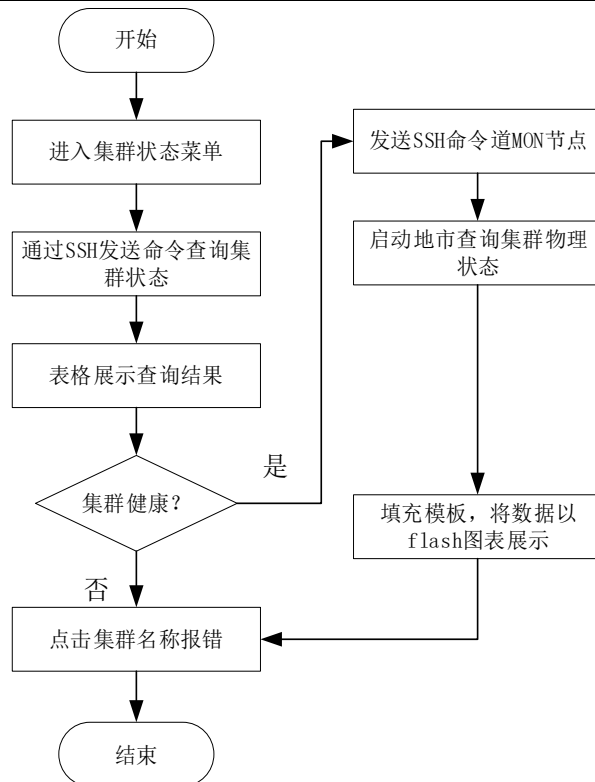 开始
进入集群状态菜单
通过SSH发送命令查询集
群状态
表格展示查询结果
集群健康?
是
否
点击集群名称报错
结束
发送SSH命令道MON节点
启动地市查询集群物理
状态
填充模板，将数据以
flash图表展示